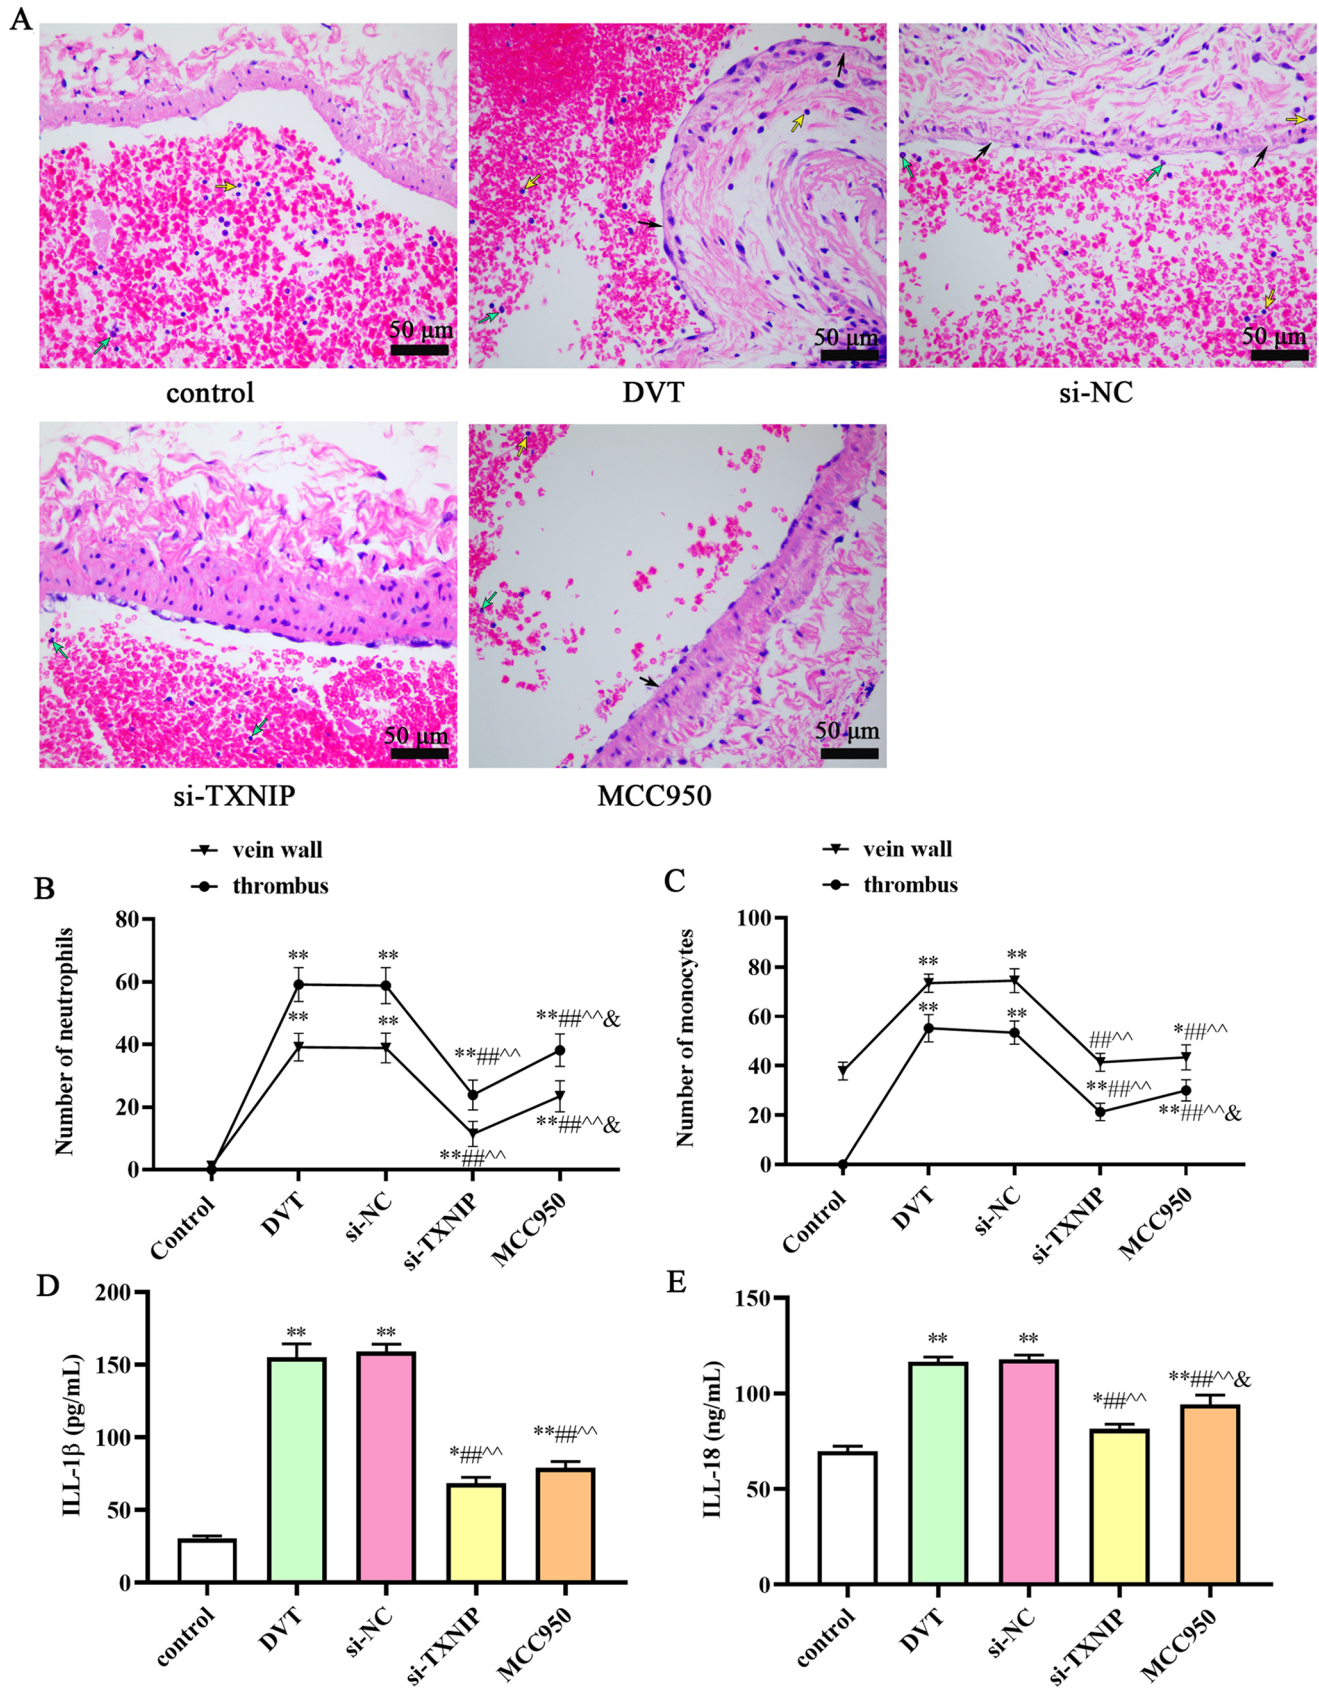 A
50 µm
50 µm
50 µm
control
DVT
si-NC
50 µm
50 µm
si-TXNIP
MCC950
B
vein wall
thrombus
Number of neutrophils
80
60
40
20
0
**
**
**
**
**##^^
**##^^
**##^^&
**##^^&
Control
DVT
si-NC
si-TXNIP
MCC950
C
vein wall
thrombus
Number of monocytes
100
80
60
40
20
0
**
**
**
**
##^^
**##^^
*##^^
**##^^&
Control
DVT
si-NC
si-TXNIP
MCC950
D
ILL-1β (pg/mL)
200
150
100
50
0
**
**
*##^^
**##^^
control
DVT
si-NC
si-TXNIP
MCC950
E
ILL-18 (ng/mL)
150
100
50
0
**
**
*##^^
**##^^&
control
DVT
si-NC
si-TXNIP
MCC950